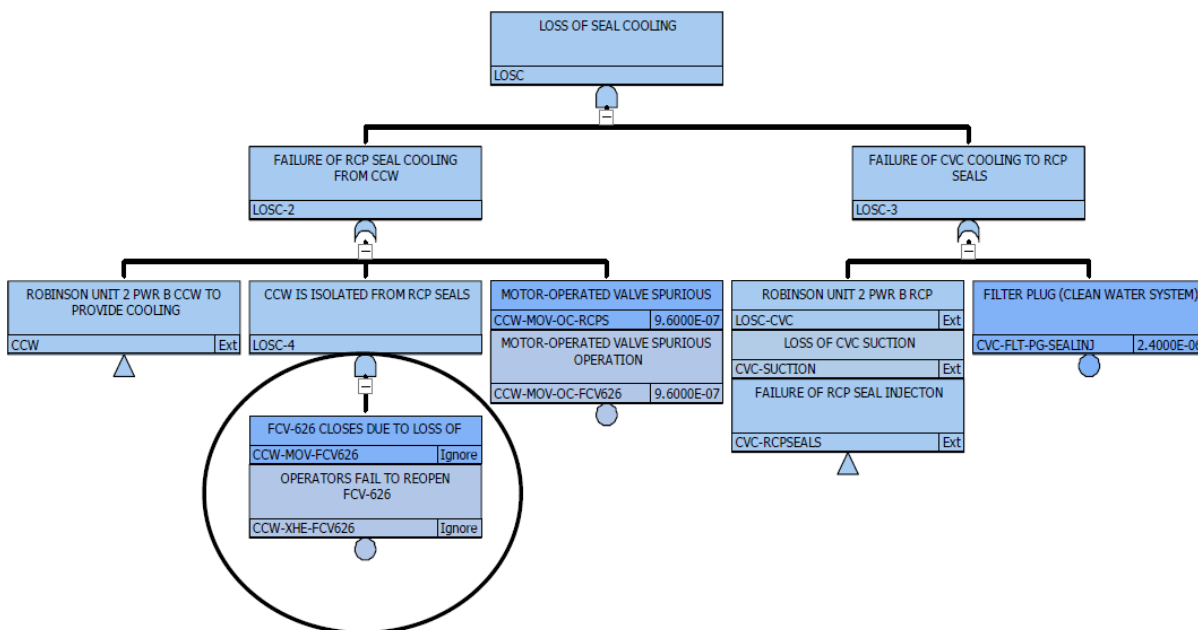 LOSS OF SEAL COOLING
LOSC
FAILURE OF RCP SEAL COOLING
FROM CCW
LOSC-2
FAILURE OF CVC COOLING TO RCP
SEALS
LOSC-3
ROBINSON UNIT 2 PWR B CCW TO
PROVIDE COOLING
CCW Ext
CCW IS ISOLATED FROM RCP SEALS
LOSC-4
MOTOR-OPERATED VALVE SPURIOUS
CCW-MOV-OC-RCPS 9.6000E-07
MOTOR-OPERATED VALVE SPURIOUS
OPERATION
CCW-MOV-OC-FCV626 9.6000E-07
ROBINSON UNIT 2 PWR B RCP
LOSC-CVC Ext
LOSS OF CVC SUCTION
CVC-SUCTION Ext
FAILURE OF RCP SEAL INJECTON
CVC-RCPSEALS Ext
FILTER PLUG (CLEAN WATER SYSTEM)
CVC-FLT-PG-SEALINJ 2.4000E-06
FCV-626 CLOSES DUE TO LOSS OF
CCW-MOV-FCV626 Ignore
OPERATORS FAIL TO REOPEN
FCV-626
CCW-XHE-FCV626 Ignore